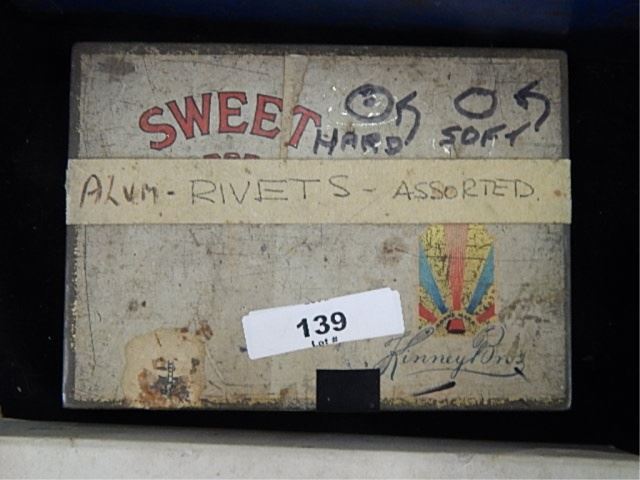 SWEET
HARD SOFT
ALUM - RIVETS - ASSORTED.
139
Lot #
Kinney Bros